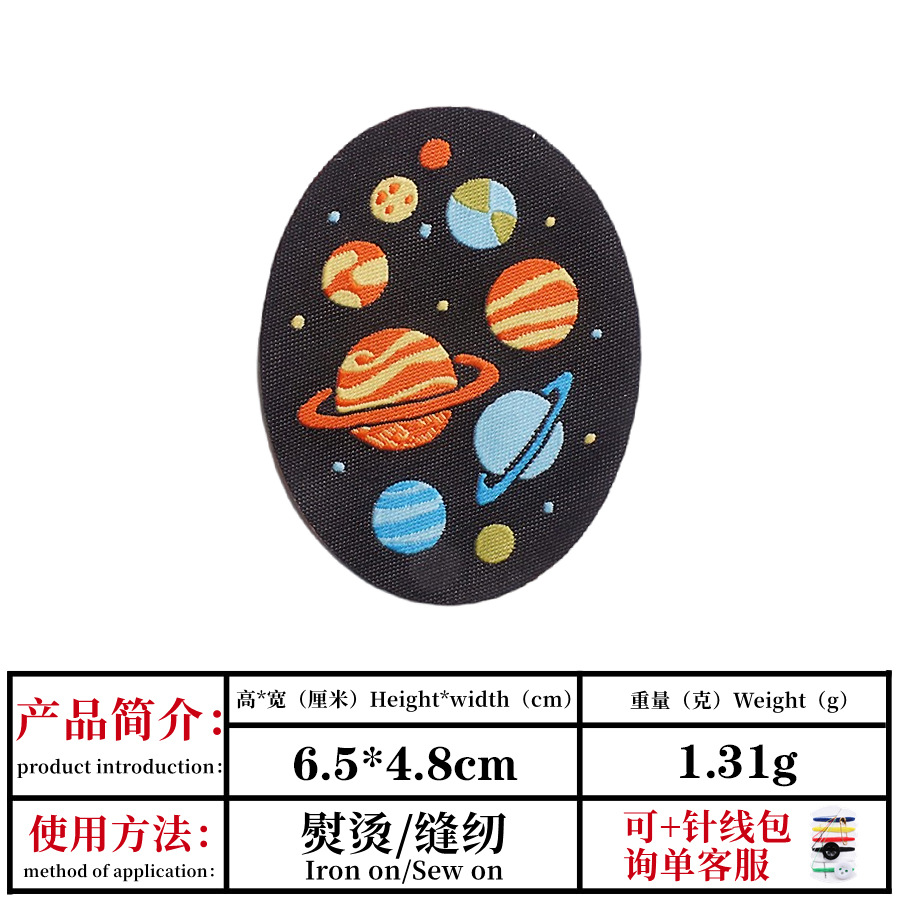 产品简介：
product introduction:
高*宽（厘米）Height*width（cm）
重量（克）Weight（g）
6.5*4.8cm
1.31g
使用方法：
method of application:
熨烫/缝纫
Iron on/Sew on
可+针线包
询单客服